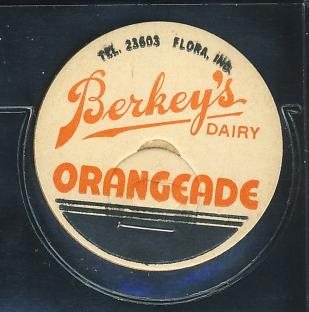 TEL. 23603 FLORA, IND.
Berkey's
DAIRY
ORANGEADE